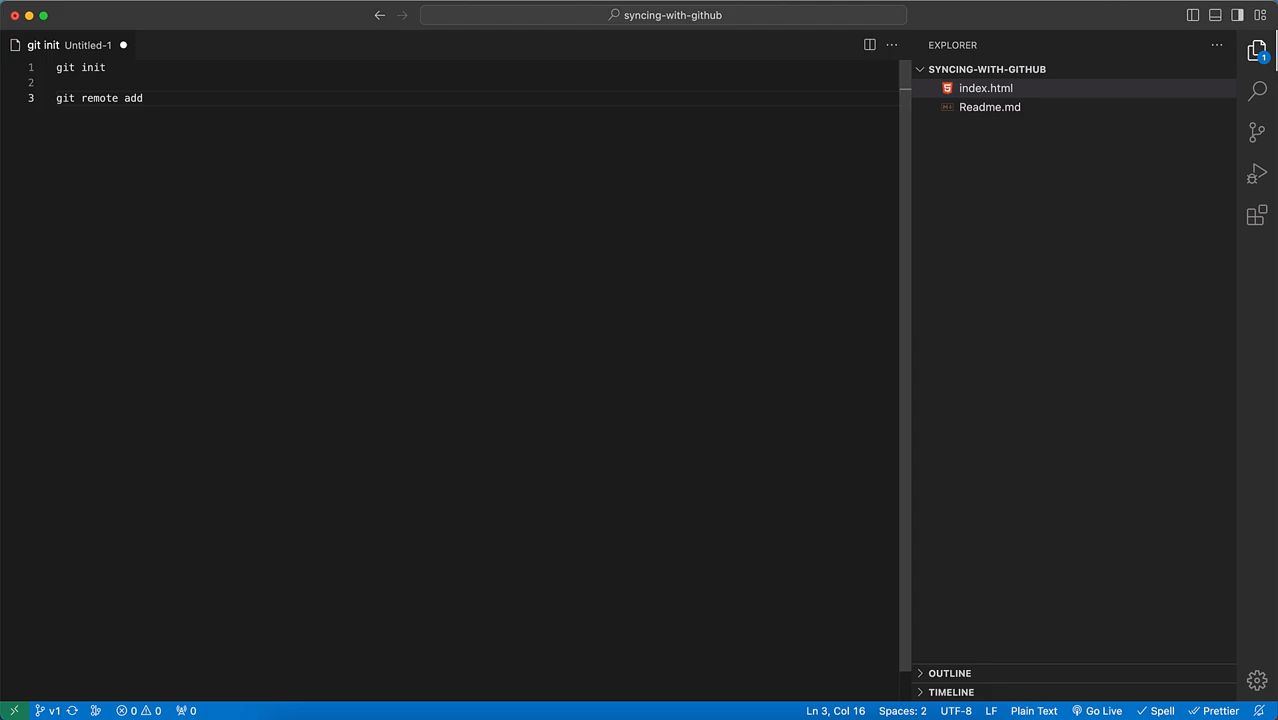 syncing-with-github
git init Untitled-1
EXPLORER
1 git init
2
3 git remote add
SYNCING-WITH-GITHUB
index.html
Readme.md
1
OUTLINE
TIMELINE
v1 0 0 0 Ln 3, Col 16 Spaces: 2 UTF-8 LF Plain Text Go Live Spell Prettier